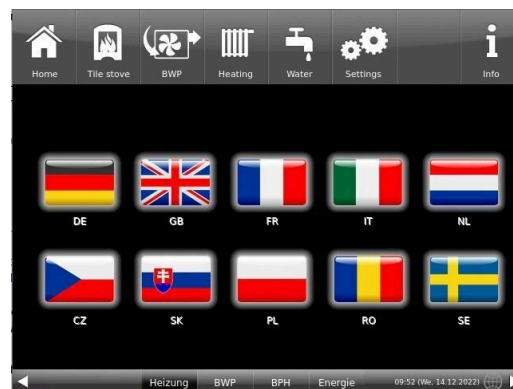 Home Tile stove BWP Heating Water Settings Info
DE GB FR IT NL
CZ SK PL RO SE
Heizung BWP BPH Energie 09:52 (We, 14.12.2022)